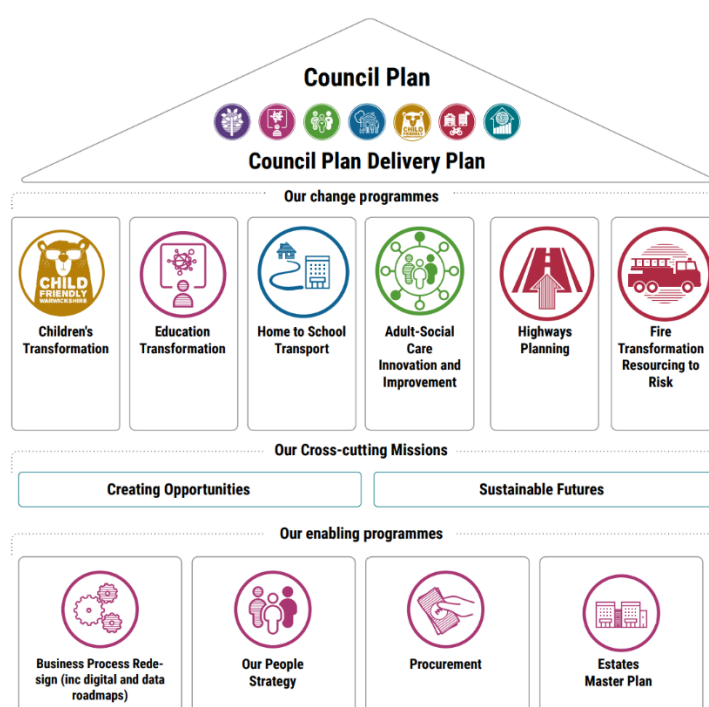 Council Plan
CHILD
FRIENDLY
Council Plan Delivery Plan
Our change programmes
CHILD
FRIENDLY
WARWICKSHIRE
Children's
Transformation
Education
Transformation
Home to School
Transport
Adult-Social
Care
Innovation and
Improvement
Highways
Planning
Fire
Transformation
Resourcing to
Risk
Our Cross-cutting Missions
Creating Opportunities
Sustainable Futures
Our enabling programmes
Business Process Rede-
sign (inc digital and data
roadmaps)
Our People
Strategy
Procurement
Estates
Master Plan